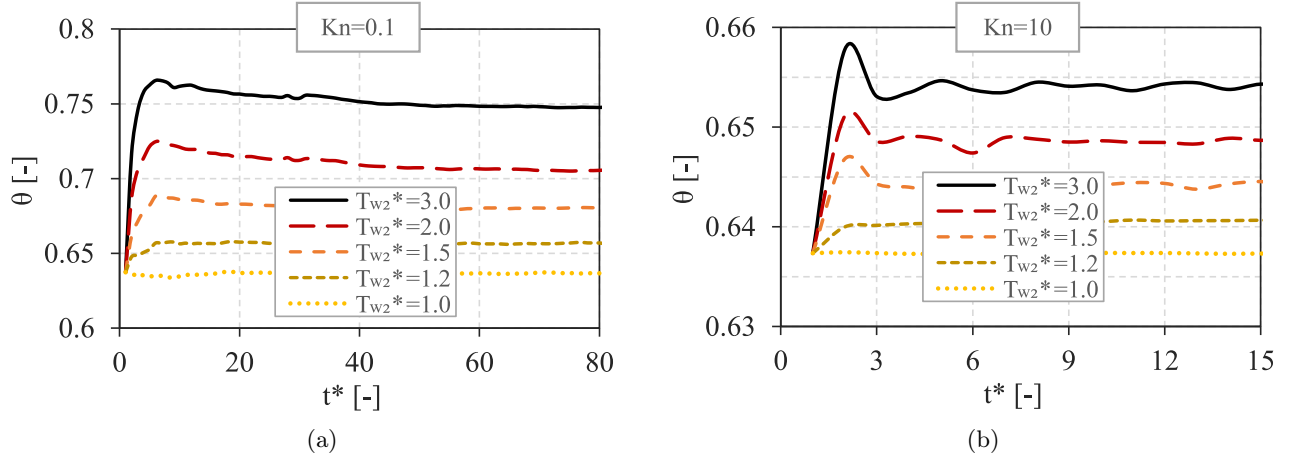 Kn=0.1
0.8
0.75
0.7
0.65
0.6
θ [-]
Tw2*=3.0
Tw2*=2.0
Tw2*=1.5
Tw2*=1.2
Tw2*=1.0
0 20 40 60 80
t* [-]
(a)
Kn=10
0.66
0.65
0.64
0.63
θ [-]
Tw2*=3.0
Tw2*=2.0
Tw2*=1.5
Tw2*=1.2
Tw2*=1.0
0 3 6 9 12 15
t* [-]
(b)